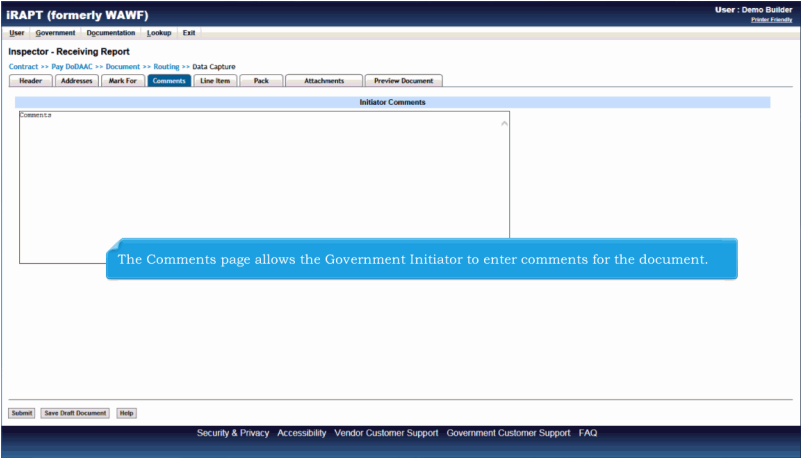 iRAPT (formerly WAWF)
User : Demo Builder
Printer Friendly
User Government Documentation Lookup Exit
Inspector - Receiving Report
Contract >> Pay DoDAAC >> Document >> Routing >> Data Capture
Header Addresses Mark For Comments Line Item Pack Attachments Preview Document
Initiator Comments
Comments
The Comments page allows the Government Initiator to enter comments for the document.
Submit Save Draft Document Help
Security & Privacy Accessibility Vendor Customer Support Government Customer Support FAQ